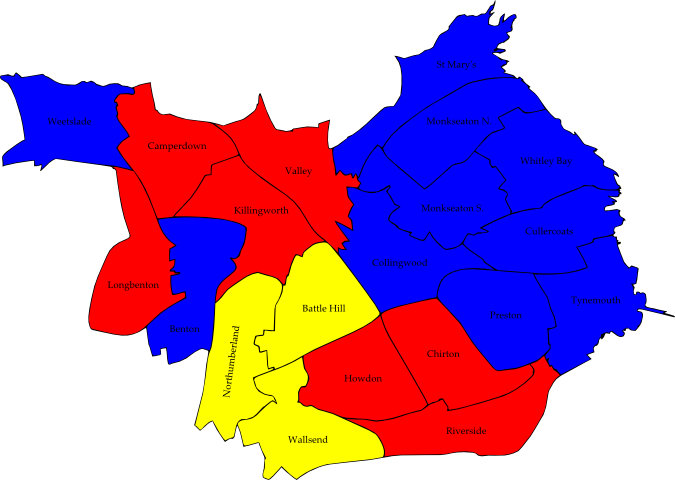 St Mary's
Weetslade
Monkseaton N.
Camperdown
Whitley Bay
Valley
Killingworth
Monkseaton S.
Cullercoats
Collingwood
Longbenton
Tynemouth
Battle Hill
Preston
Benton
Chirton
Northumberland
Howdon
Riverside
Wallsend